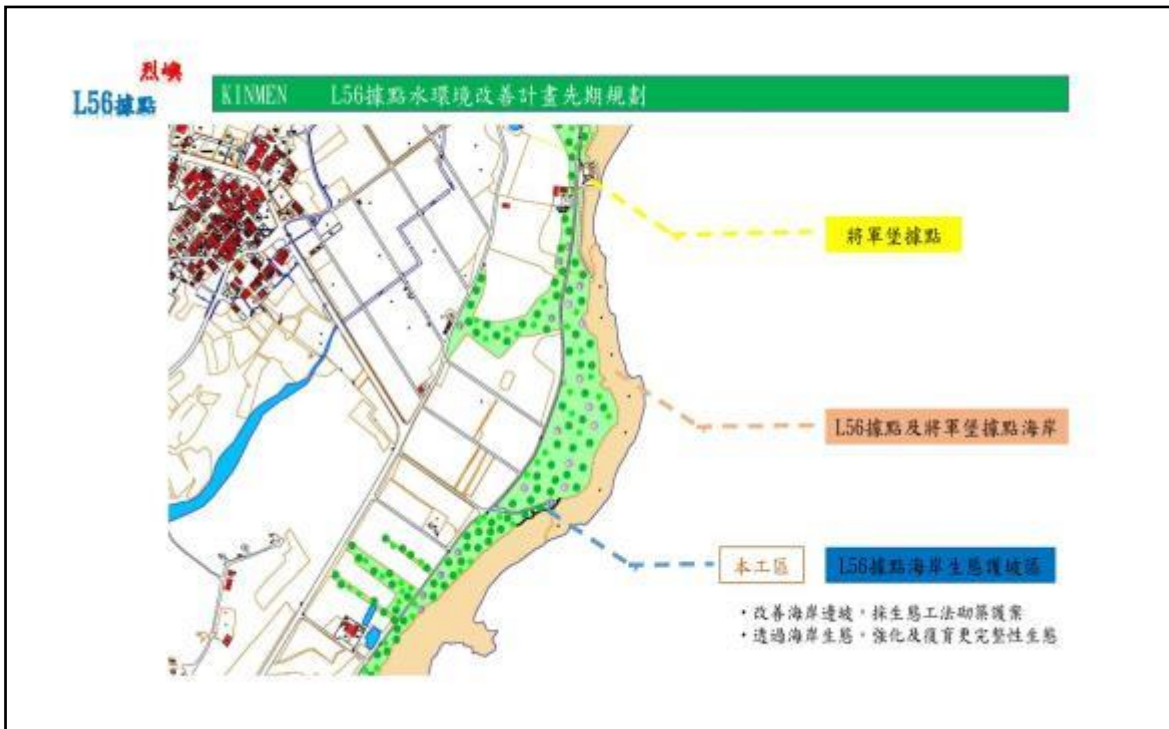 烈嶼
L56據點
KINMEN L56據點水環境改善計畫先期規劃
將軍堡據點
L56據點及將軍堡據點海岸
本工區
L56據點海岸生態護坡區
・改善海岸邊坡，採生態工法砌築護案
・透過海岸生態，強化及復育更完整性生態